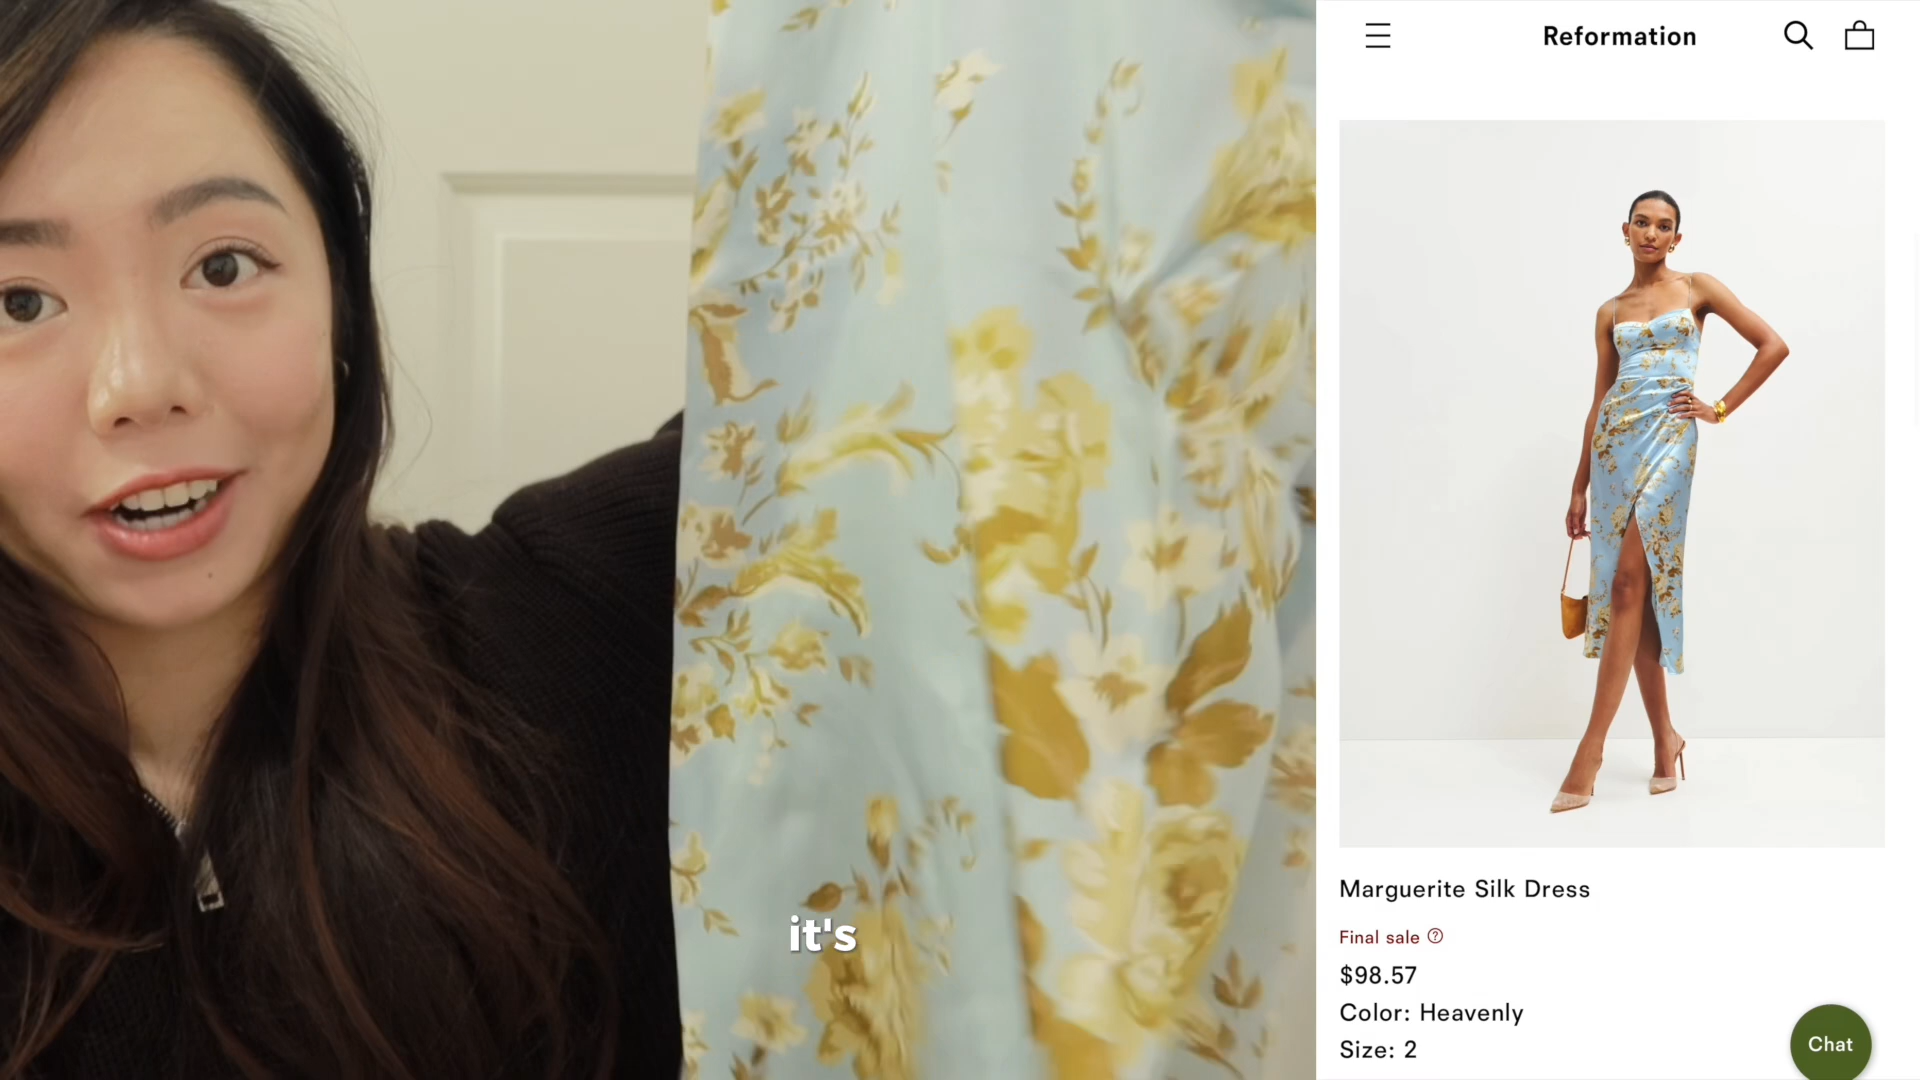 it's
Reformation
Marguerite Silk Dress
Final sale ?
$98.57
Color: Heavenly
Size: 2
Chat